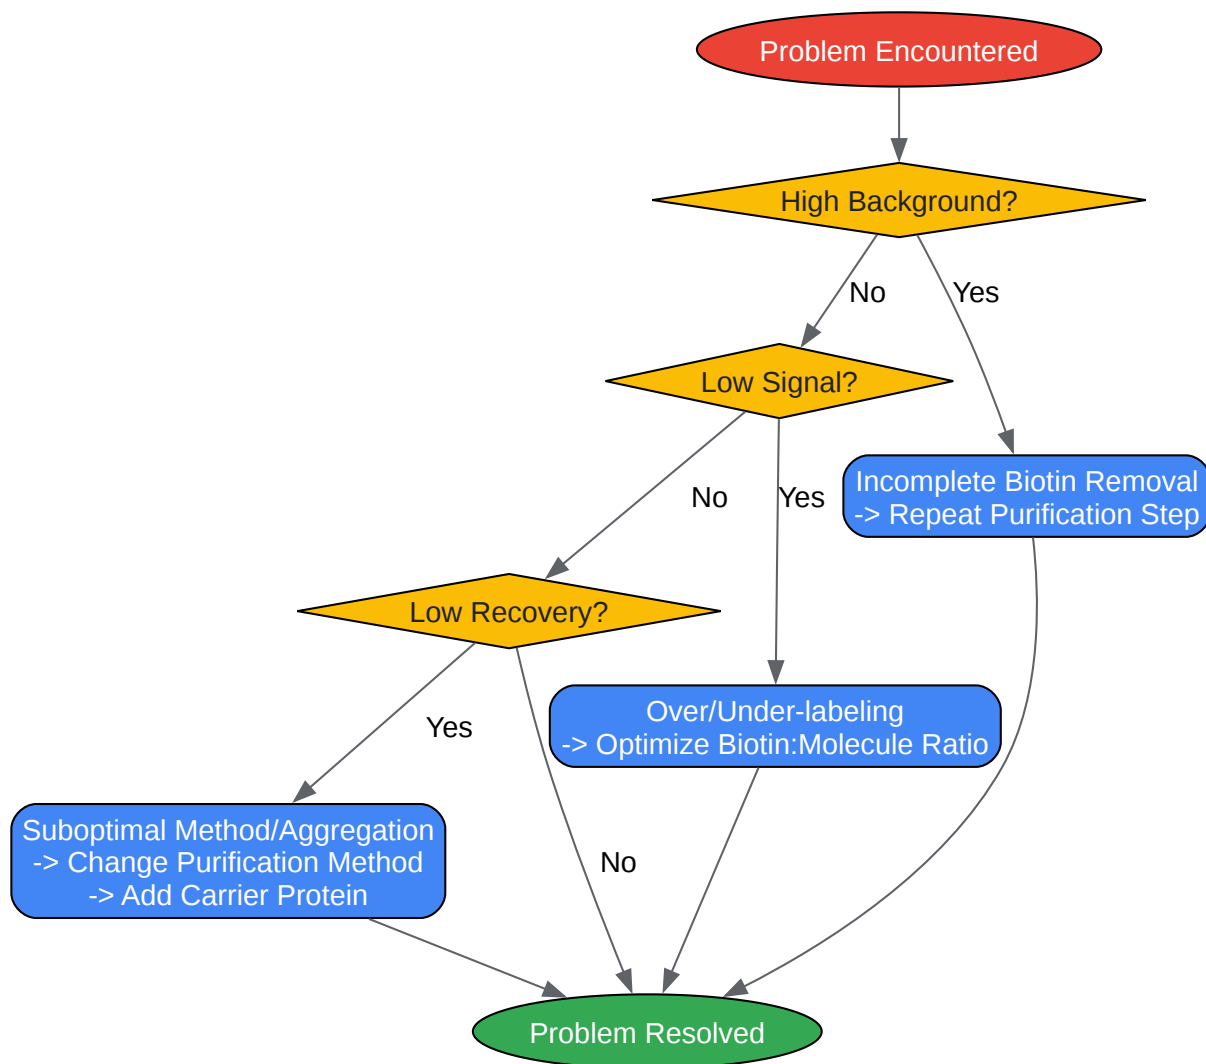 Problem Encountered
High Background?
No
Yes
Low Signal?
No
Yes
Incomplete Biotin Removal
-> Repeat Purification Step
Low Recovery?
Yes
No
Over/Under-labeling
-> Optimize Biotin:Molecule Ratio
Suboptimal Method/Aggregation
-> Change Purification Method
-> Add Carrier Protein
Problem Resolved